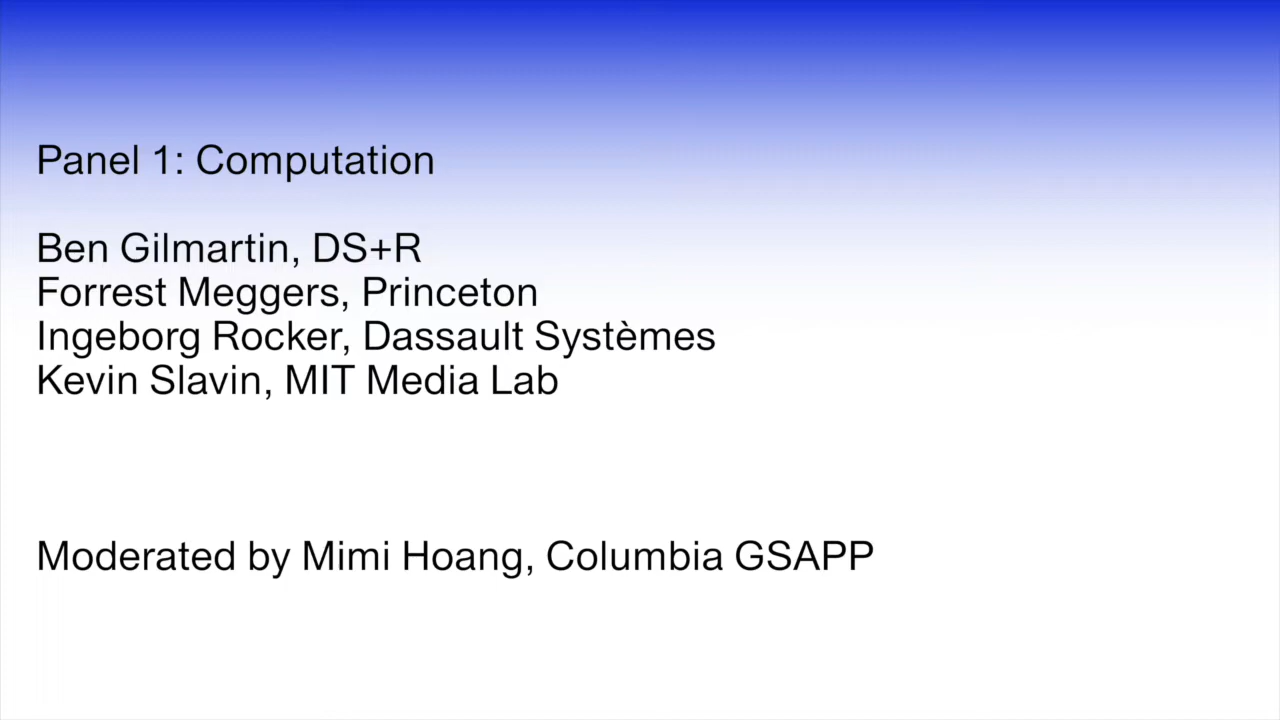 Panel 1: Computation
Ben Gilmartin, DS+R
Forrest Meggers, Princeton
Ingeborg Rocker, Dassault Systèmes
Kevin Slavin, MIT Media Lab
Moderated by Mimi Hoang, Columbia GSAPP